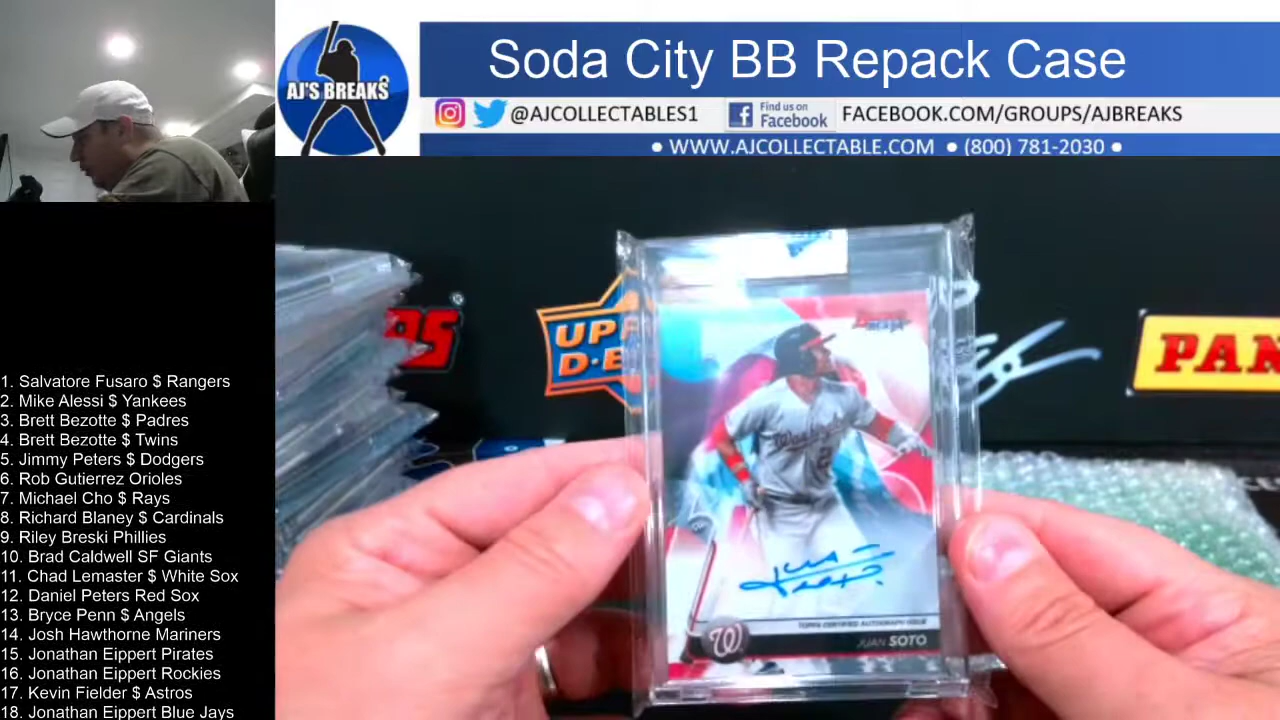 Soda City BB Repack Case
AJ'S BREAKS
@AJCOLLECTABLES1
Find us on
Facebook
FACEBOOK.COM/GROUPS/AJBREAKS
• WWW.AJCOLLECTABLE.COM • (800) 781-2030 •
UPP
D·E
PAN
TOPPS CERTIFIED AUTOGRAPH ISSUE
W
JUAN SOTO
1. Salvatore Fusaro $ Rangers
2. Mike Alessi $ Yankees
3. Brett Bezotte $ Padres
4. Brett Bezotte $ Twins
5. Jimmy Peters $ Dodgers
6. Rob Gutierrez Orioles
7. Michael Cho $ Rays
8. Richard Blaney $ Cardinals
9. Riley Breski Phillies
10. Brad Caldwell SF Giants
11. Chad Lemaster $ White Sox
12. Daniel Peters Red Sox
13. Bryce Penn $ Angels
14. Josh Hawthorne Mariners
15. Jonathan Eippert Pirates
16. Jonathan Eippert Rockies
17. Kevin Fielder $ Astros
18. Jonathan Eippert Blue Jays